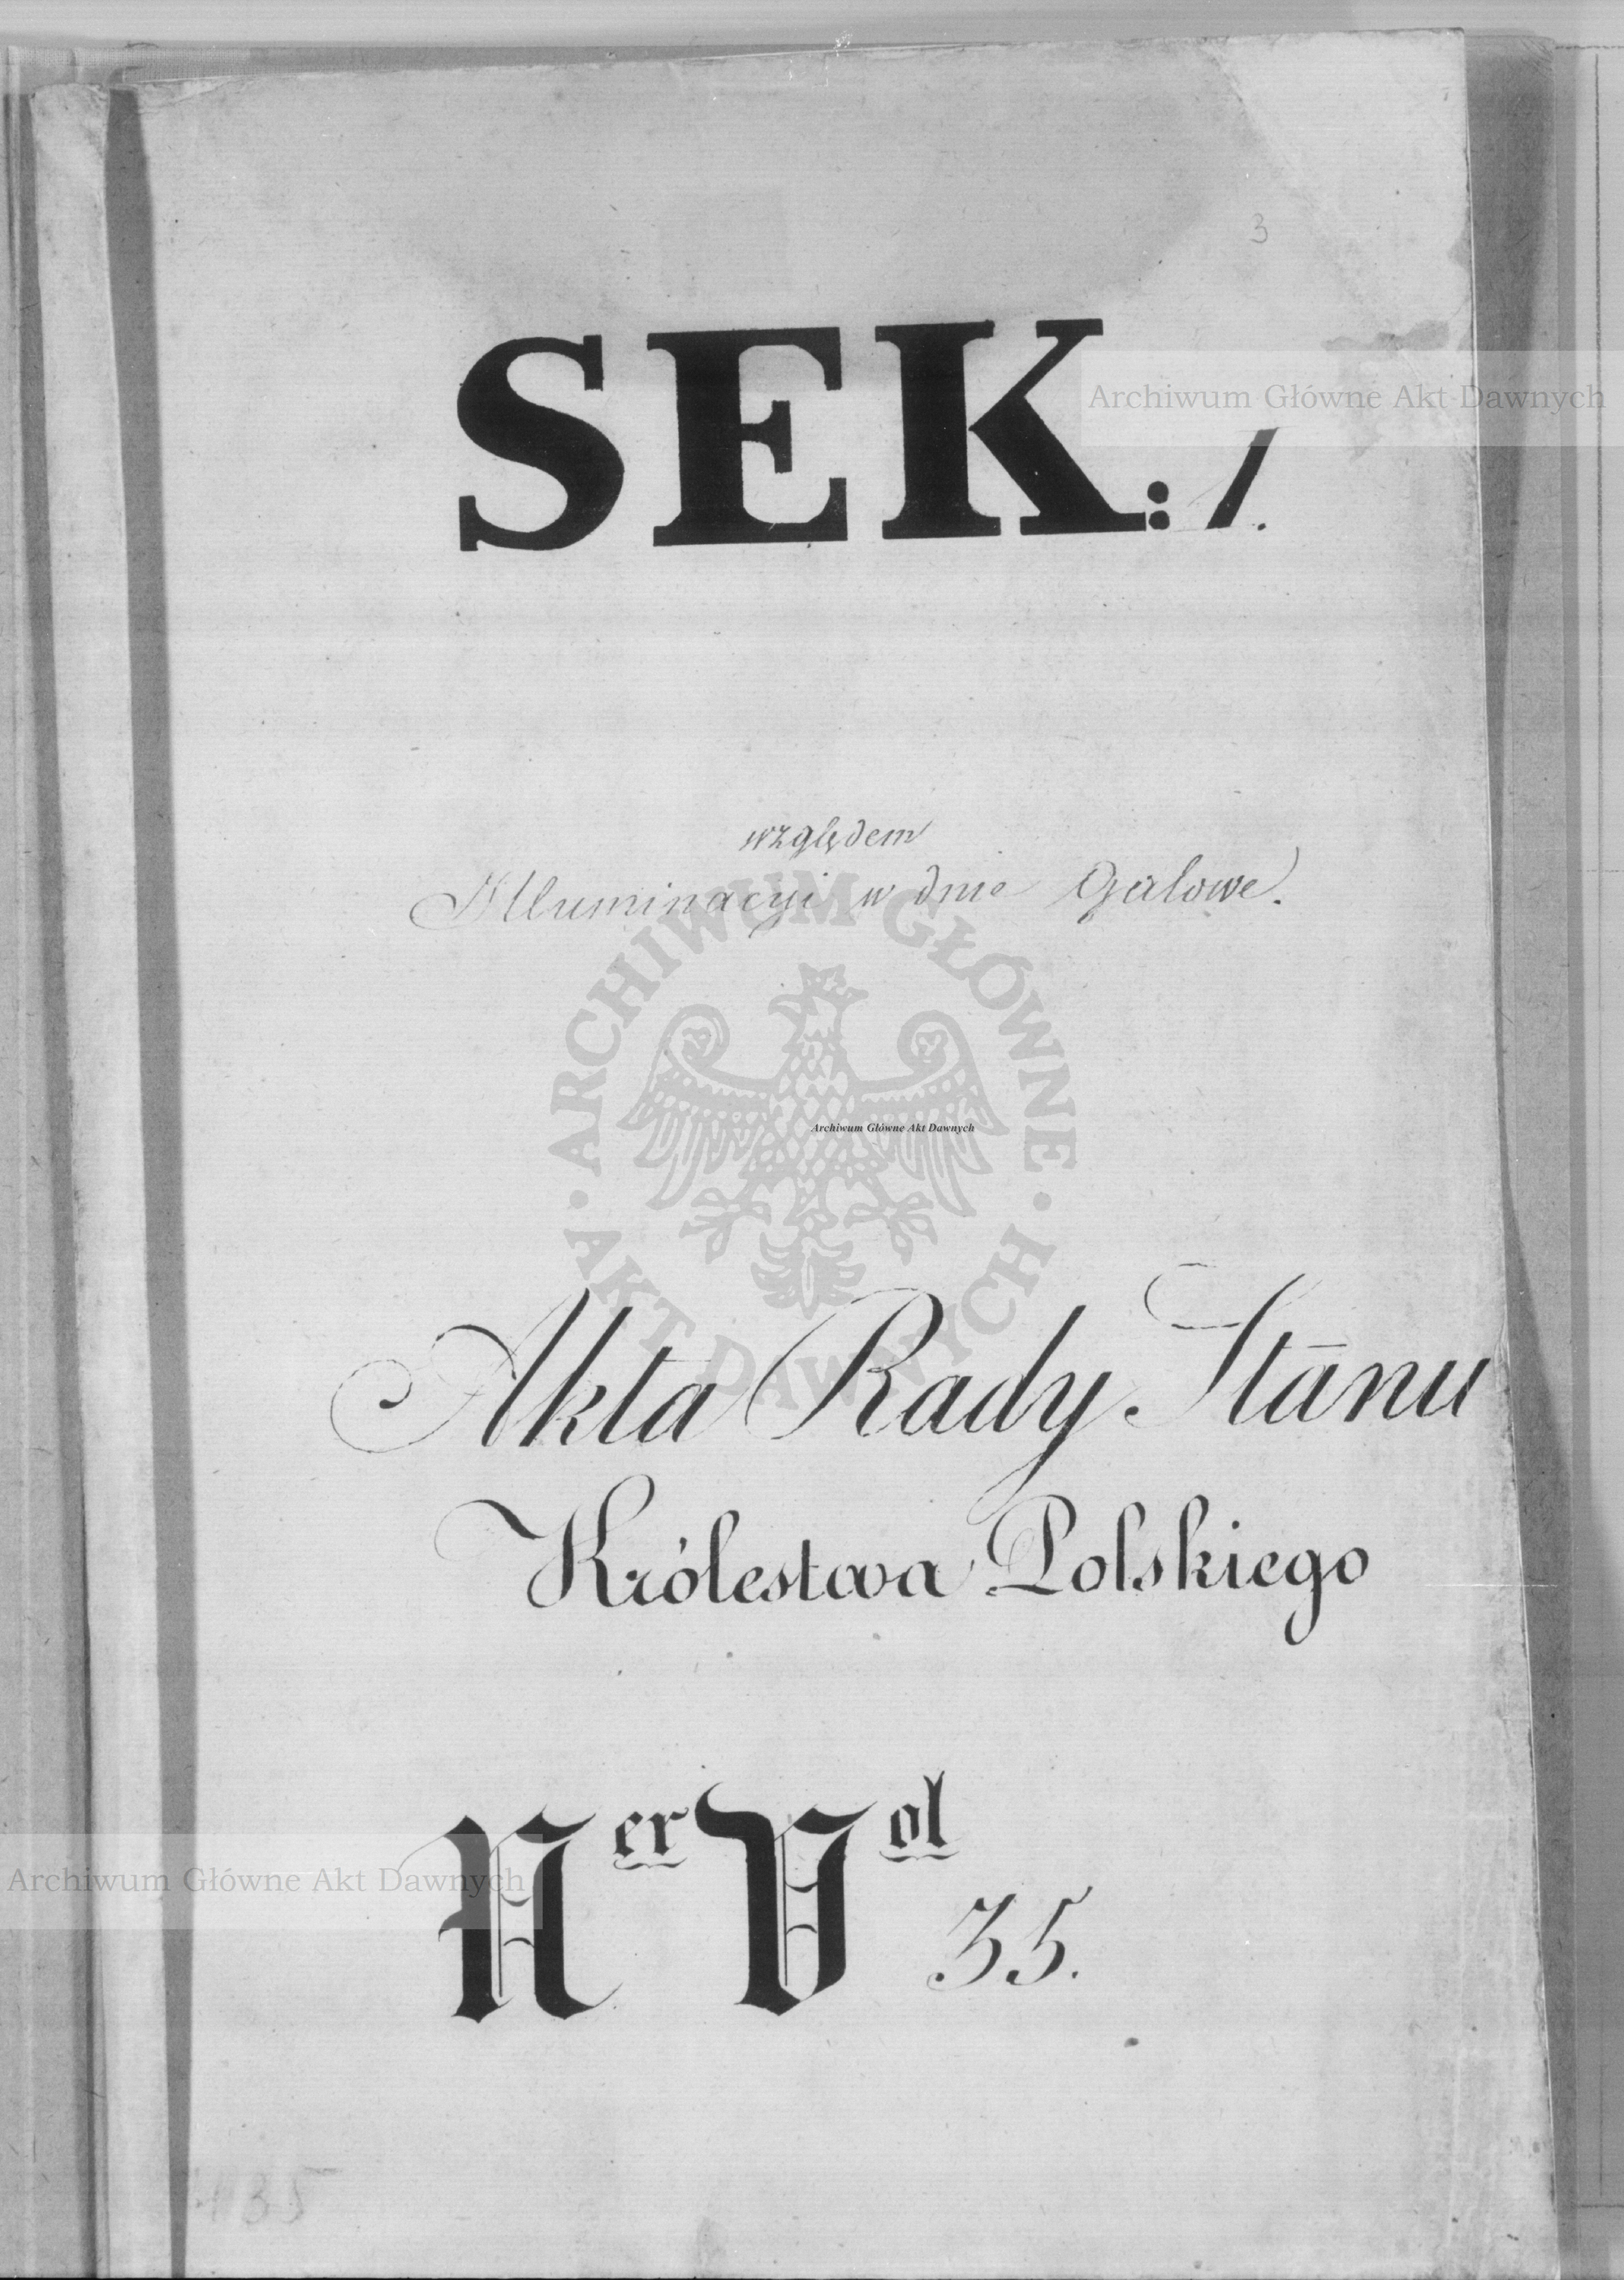 3
SEK: 1.
Archiwum Główne Akt Dawnych
względem
Illuminacyi w dnie Galowe.
ARCHIWUM GŁÓWNE · AKT DAWNYCH ·
Archiwum Główne Akt Dawnych
Akta Rady Stanu
Królestwa Polskiego
Ner Vol 35.
Archiwum Główne Akt Dawnych